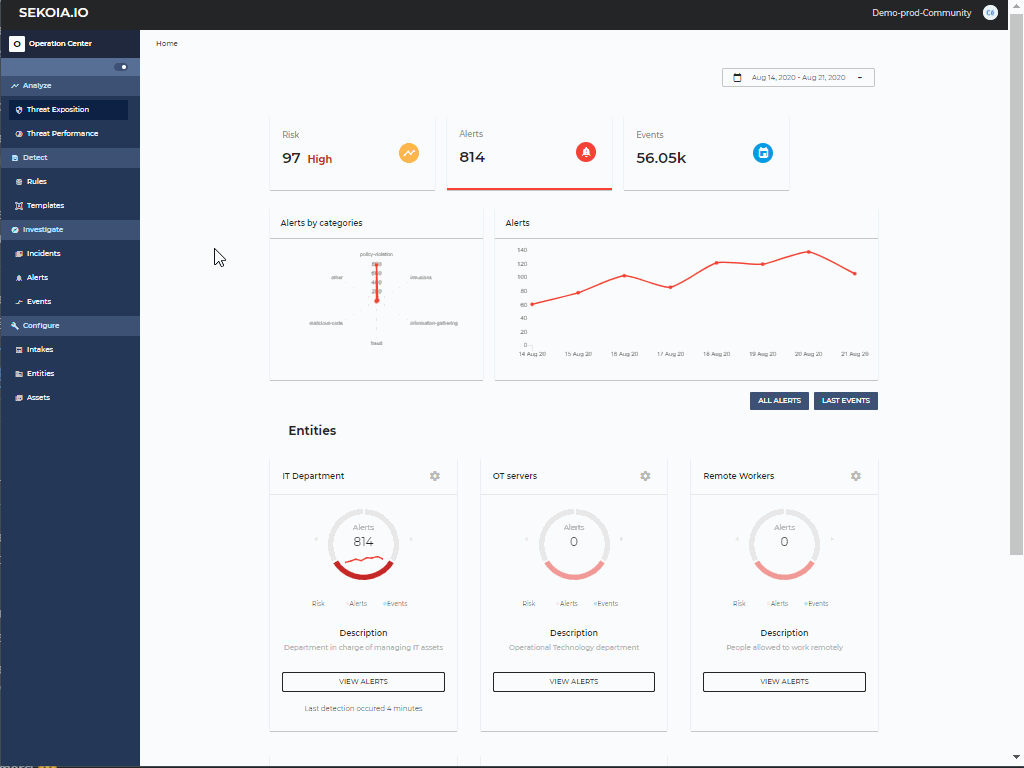 SEKOIA.IO
Demo-prod-Community
Operation Center
Home
Analyze
Threat Exposition
Threat Performance
Detect
Rules
Templates
Investigate
Incidents
Alerts
Events
Configure
Intakes
Entities
Assets
Aug 14, 2020 - Aug 21, 2020
Risk
97 High
Alerts
814
Events
56.05k
Alerts by categories
policy-violation
other
intrusions
malicious-code
information-gathering
fraud
Alerts
140
120
100
80
60
40
20
0
14 Aug 20
15 Aug 20
16 Aug 20
17 Aug 20
18 Aug 20
19 Aug 20
20 Aug 20
21 Aug 20
ALL ALERTS
LAST EVENTS
Entities
IT Department
Alerts
814
Risk
Alerts
Events
Description
Department in charge of managing IT assets
VIEW ALERTS
Last detection occured 4 minutes
OT servers
Alerts
0
Risk
Alerts
Events
Description
Operational Technology department
VIEW ALERTS
Remote Workers
Alerts
0
Risk
Alerts
Events
Description
People allowed to work remotely
VIEW ALERTS